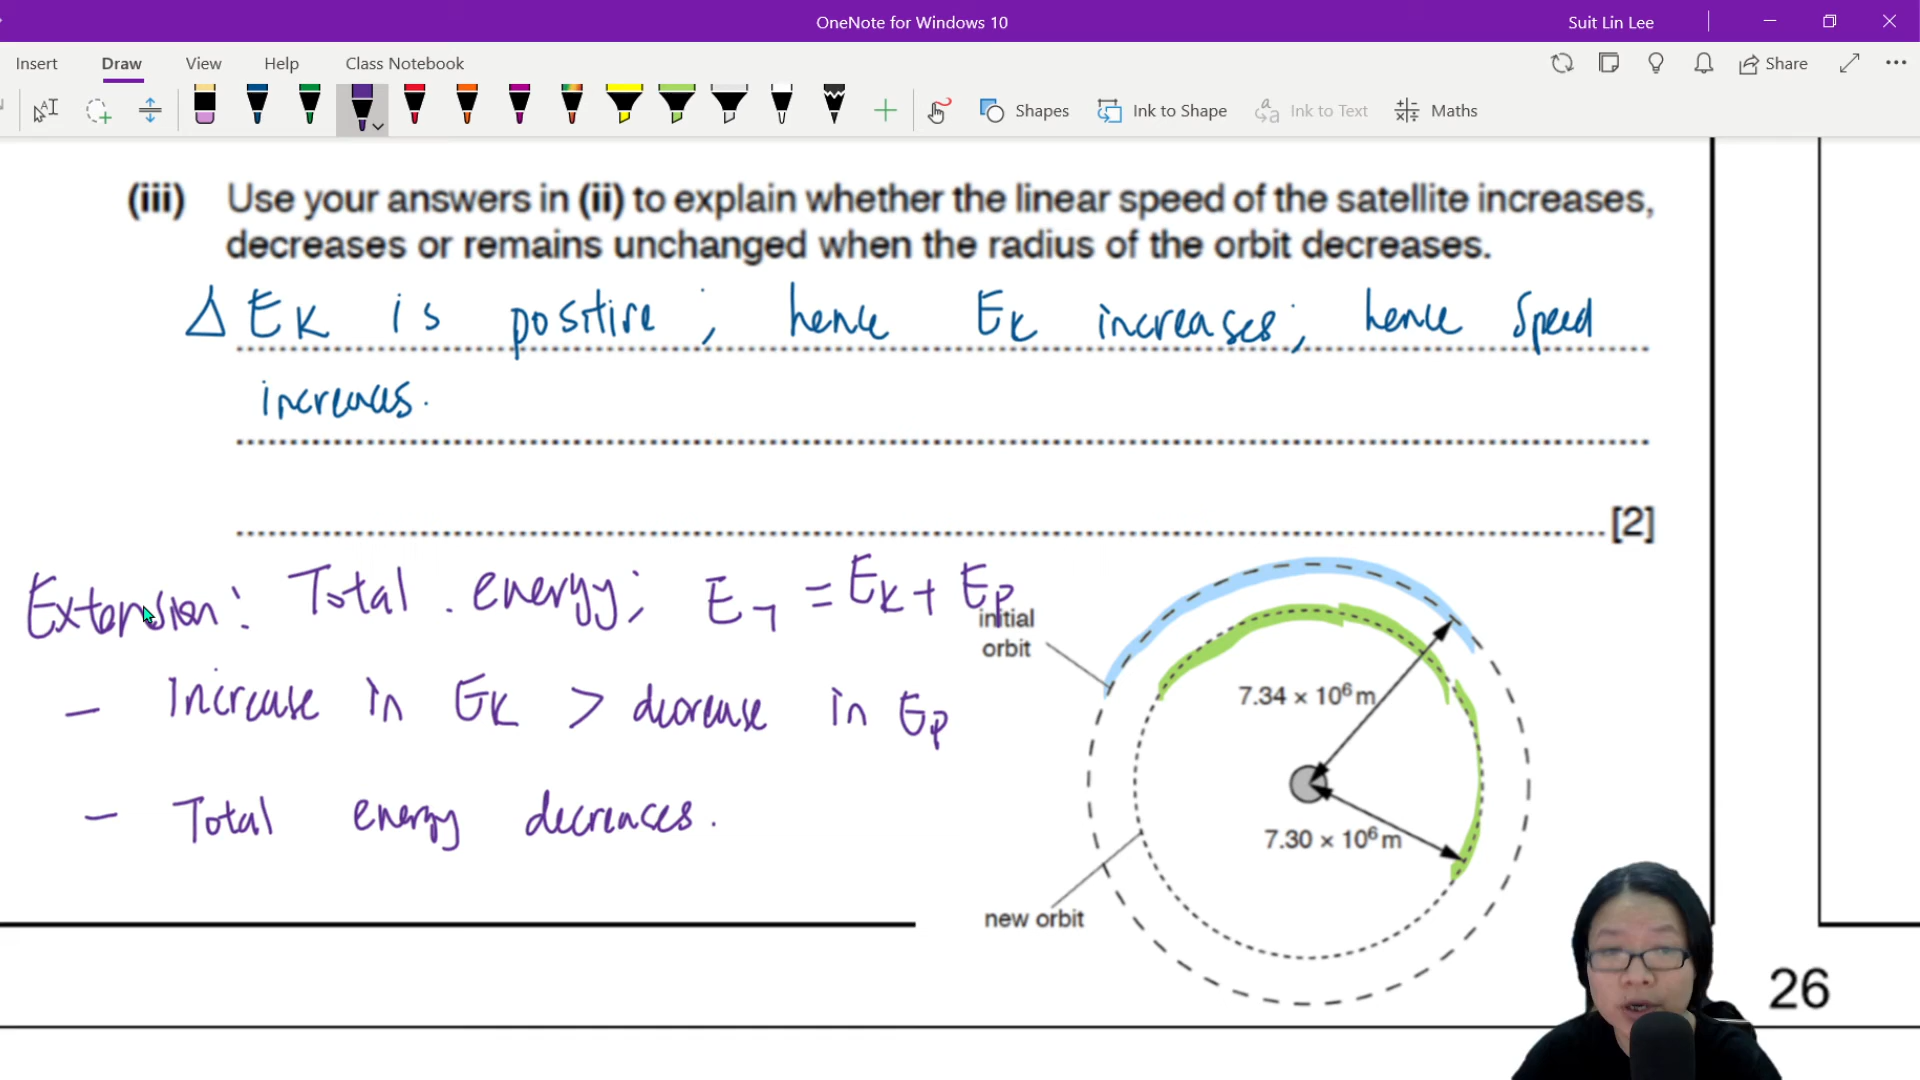 OneNote for Windows 10
Suit Lin Lee
Insert Draw View Help Class Notebook
Share
Shapes Ink to Shape Ink to Text Maths
(iii) Use your answers in (ii) to explain whether the linear speed of the satellite increases,
decreases or remains unchanged when the radius of the orbit decreases.
Δ EK is positive ; hence EK increases ; hence speed
increases.
[2]
Extension: Total energy; ET = EK + EP
- Increase in EK > decrease in EP
- Total energy decreases.
initial
orbit
7.34 × 10⁶ m
7.30 × 10⁶ m
new orbit
26